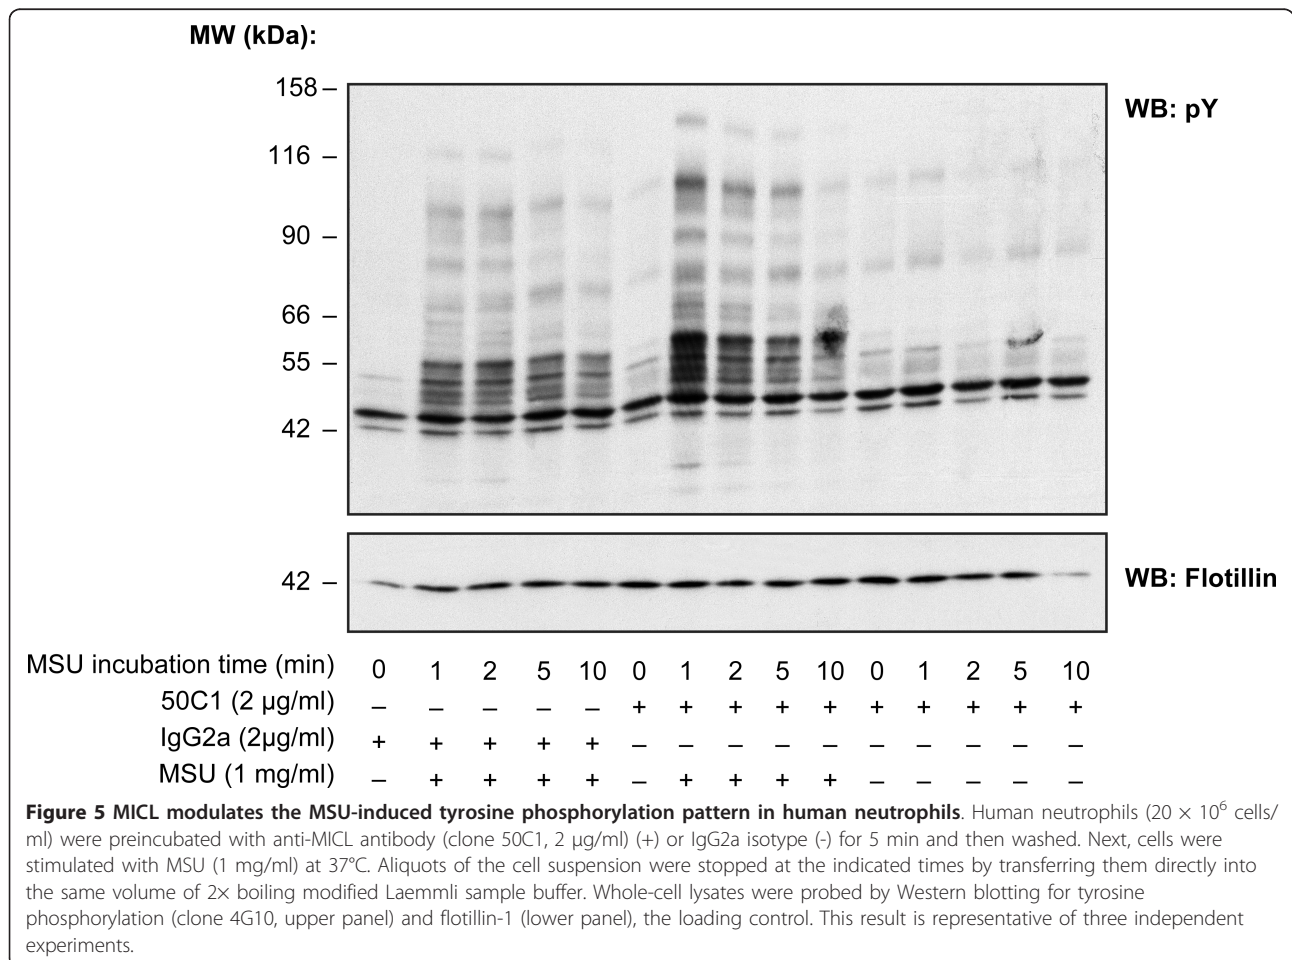 MW (kDa):
158 –
WB: pY
116 –
90 –
66 –
55 –
42 –
42 –
WB: Flotillin
MSU incubation time (min) 0 1 2 5 10 0 1 2 5 10 0 1 2 5 10
50C1 (2 µg/ml) – – – – – + + + + + + + + + +
IgG2a (2µg/ml) + + + + + – – – – – – – – – –
MSU (1 mg/ml) – + + + + – + + + + – – – – –
Figure 5 MICL modulates the MSU-induced tyrosine phosphorylation pattern in human neutrophils. Human neutrophils (20 × 10⁶ cells/
ml) were preincubated with anti-MICL antibody (clone 50C1, 2 µg/ml) (+) or IgG2a isotype (-) for 5 min and then washed. Next, cells were
stimulated with MSU (1 mg/ml) at 37°C. Aliquots of the cell suspension were stopped at the indicated times by transferring them directly into
the same volume of 2× boiling modified Laemmli sample buffer. Whole-cell lysates were probed by Western blotting for tyrosine
phosphorylation (clone 4G10, upper panel) and flotillin-1 (lower panel), the loading control. This result is representative of three independent
experiments.